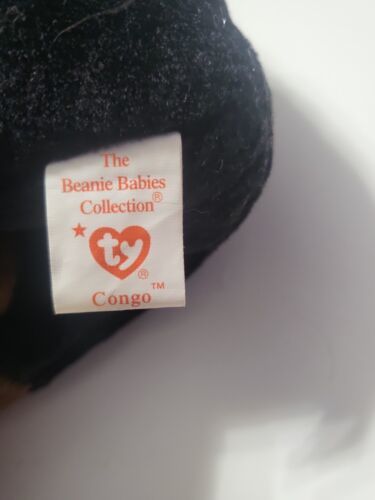 The
Beanie Babies
Collection®
★ ty ®
Congo™